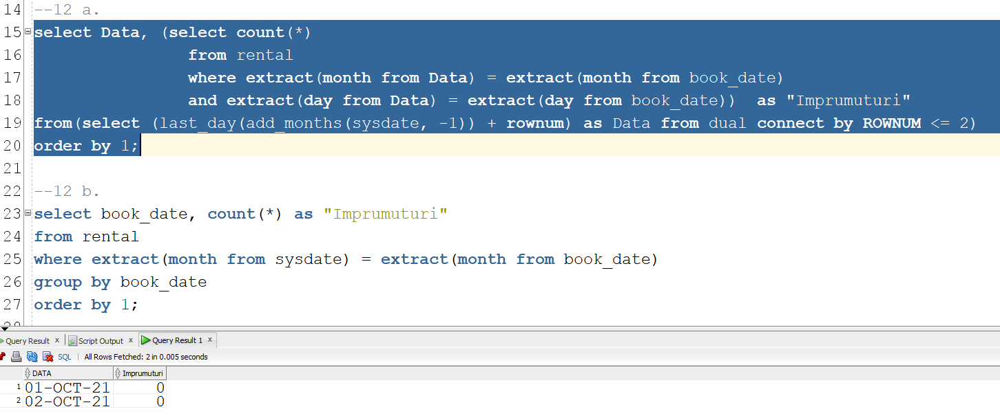 14 --12 a.
15 select Data, (select count(*)
16 from rental
17 where extract(month from Data) = extract(month from book_date)
18 and extract(day from Data) = extract(day from book_date))  as "Imprumuturi"
19 from(select (last_day(add_months(sysdate, -1)) + rownum) as Data from dual connect by ROWNUM <= 2)
20 order by 1;
21
22 --12 b.
23 select book_date, count(*) as "Imprumuturi"
24 from rental
25 where extract(month from sysdate) = extract(month from book_date)
26 group by book_date
27 order by 1;
28
Query Result x Script Output x Query Result 1 x
SQL | All Rows Fetched: 2 in 0.005 seconds
DATA Imprumuturi
1 01-OCT-21 0
2 02-OCT-21 0